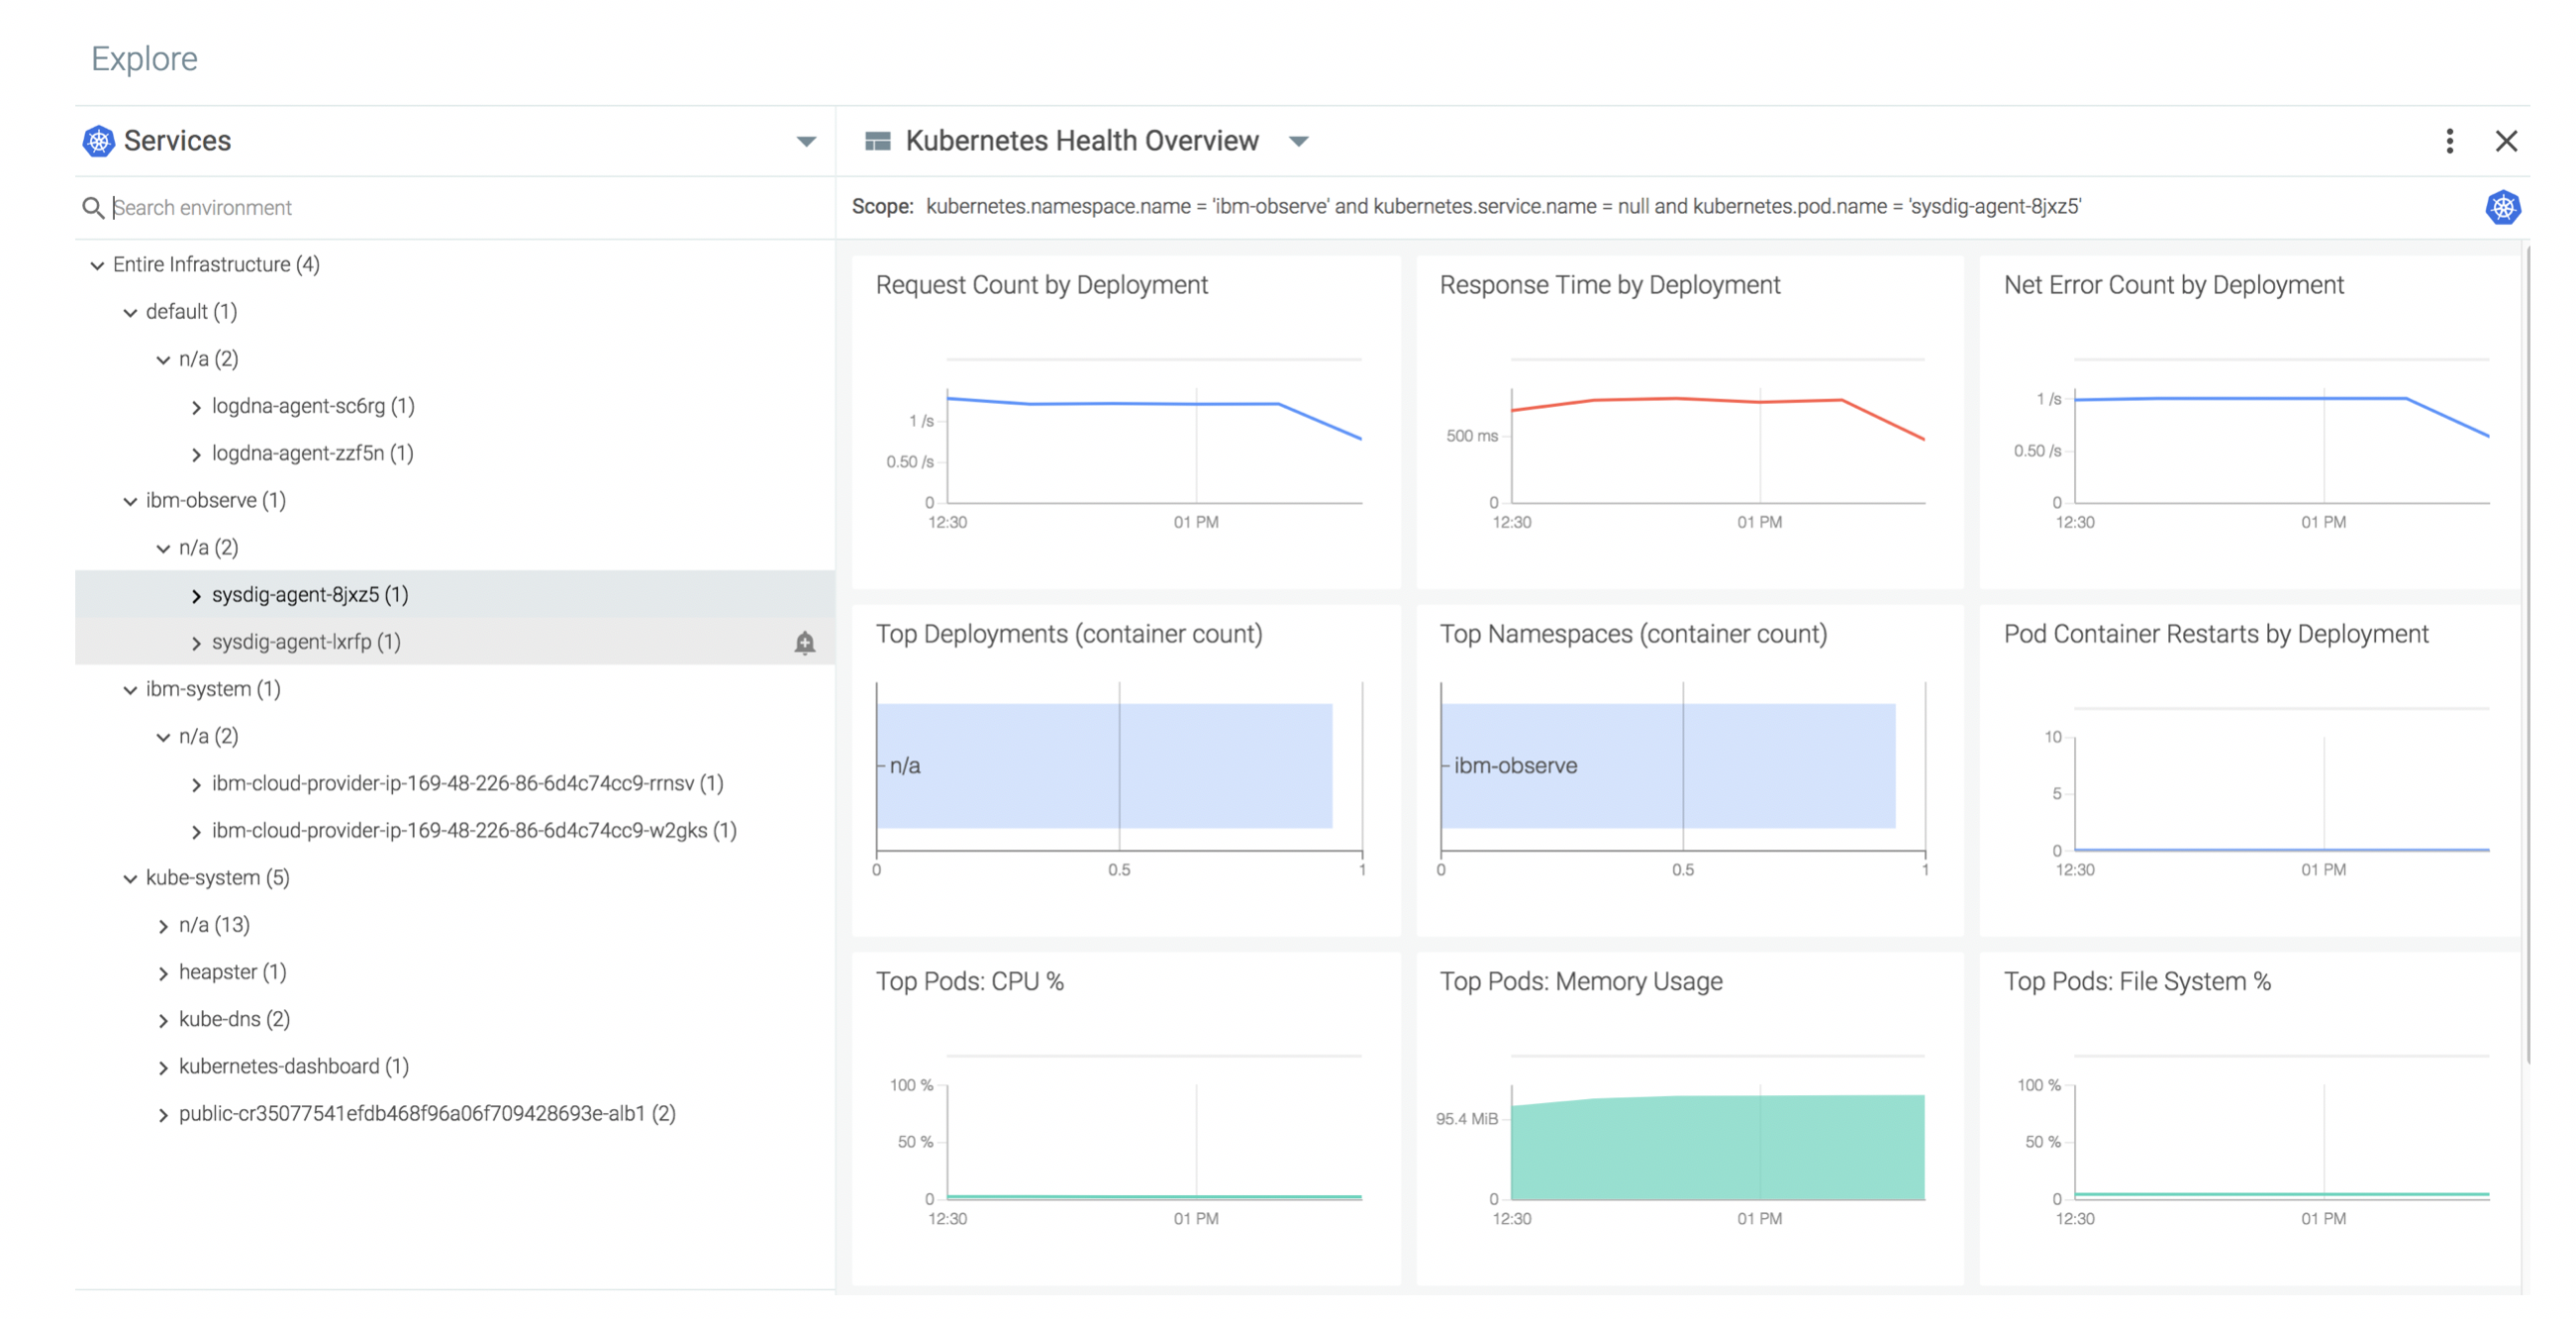 Explore
Services
Search environment
Entire Infrastructure (4)
default (1)
n/a (2)
logdna-agent-sc6rg (1)
logdna-agent-zzf5n (1)
ibm-observe (1)
n/a (2)
sysdig-agent-8jxz5 (1)
sysdig-agent-lxrfp (1)
ibm-system (1)
n/a (2)
ibm-cloud-provider-ip-169-48-226-86-6d4c74cc9-rrnsv (1)
ibm-cloud-provider-ip-169-48-226-86-6d4c74cc9-w2gks (1)
kube-system (5)
n/a (13)
heapster (1)
kube-dns (2)
kubernetes-dashboard (1)
public-cr35077541efdb468f96a06f709428693e-alb1 (2)
Kubernetes Health Overview
Scope: kubernetes.namespace.name = 'ibm-observe' and kubernetes.service.name = null and kubernetes.pod.name = 'sysdig-agent-8jxz5'
Request Count by Deployment
1 /s
0.50 /s
0
12:30 01 PM
Response Time by Deployment
500 ms
0
12:30 01 PM
Net Error Count by Deployment
1 /s
0.50 /s
0
12:30 01 PM
Top Deployments (container count)
n/a
0 0.5 1
Top Namespaces (container count)
ibm-observe
0 0.5 1
Pod Container Restarts by Deployment
10
5
0
12:30 01 PM
Top Pods: CPU %
100 %
50 %
0
12:30 01 PM
Top Pods: Memory Usage
95.4 MiB
0
12:30 01 PM
Top Pods: File System %
100 %
50 %
0
12:30 01 PM